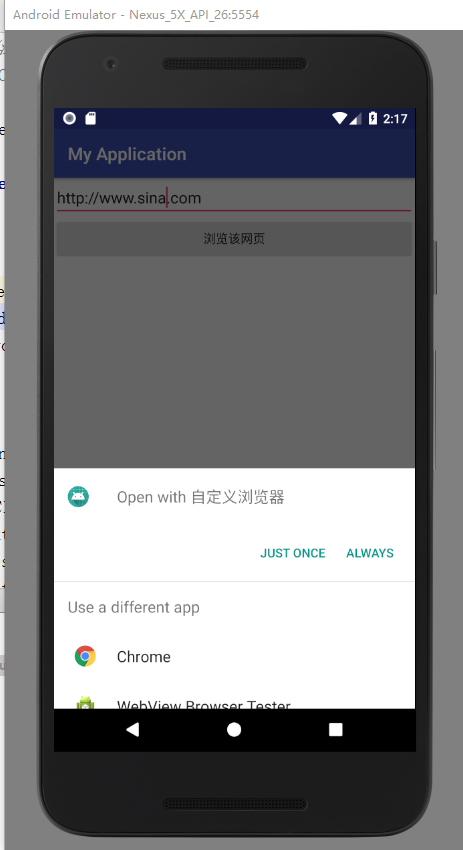 Android Emulator - Nexus_5X_API_26:5554
2:17
My Application
http://www.sina.com
浏览该网页
Open with 自定义浏览器
JUST ONCE ALWAYS
Use a different app
Chrome
WebView Browser Tester